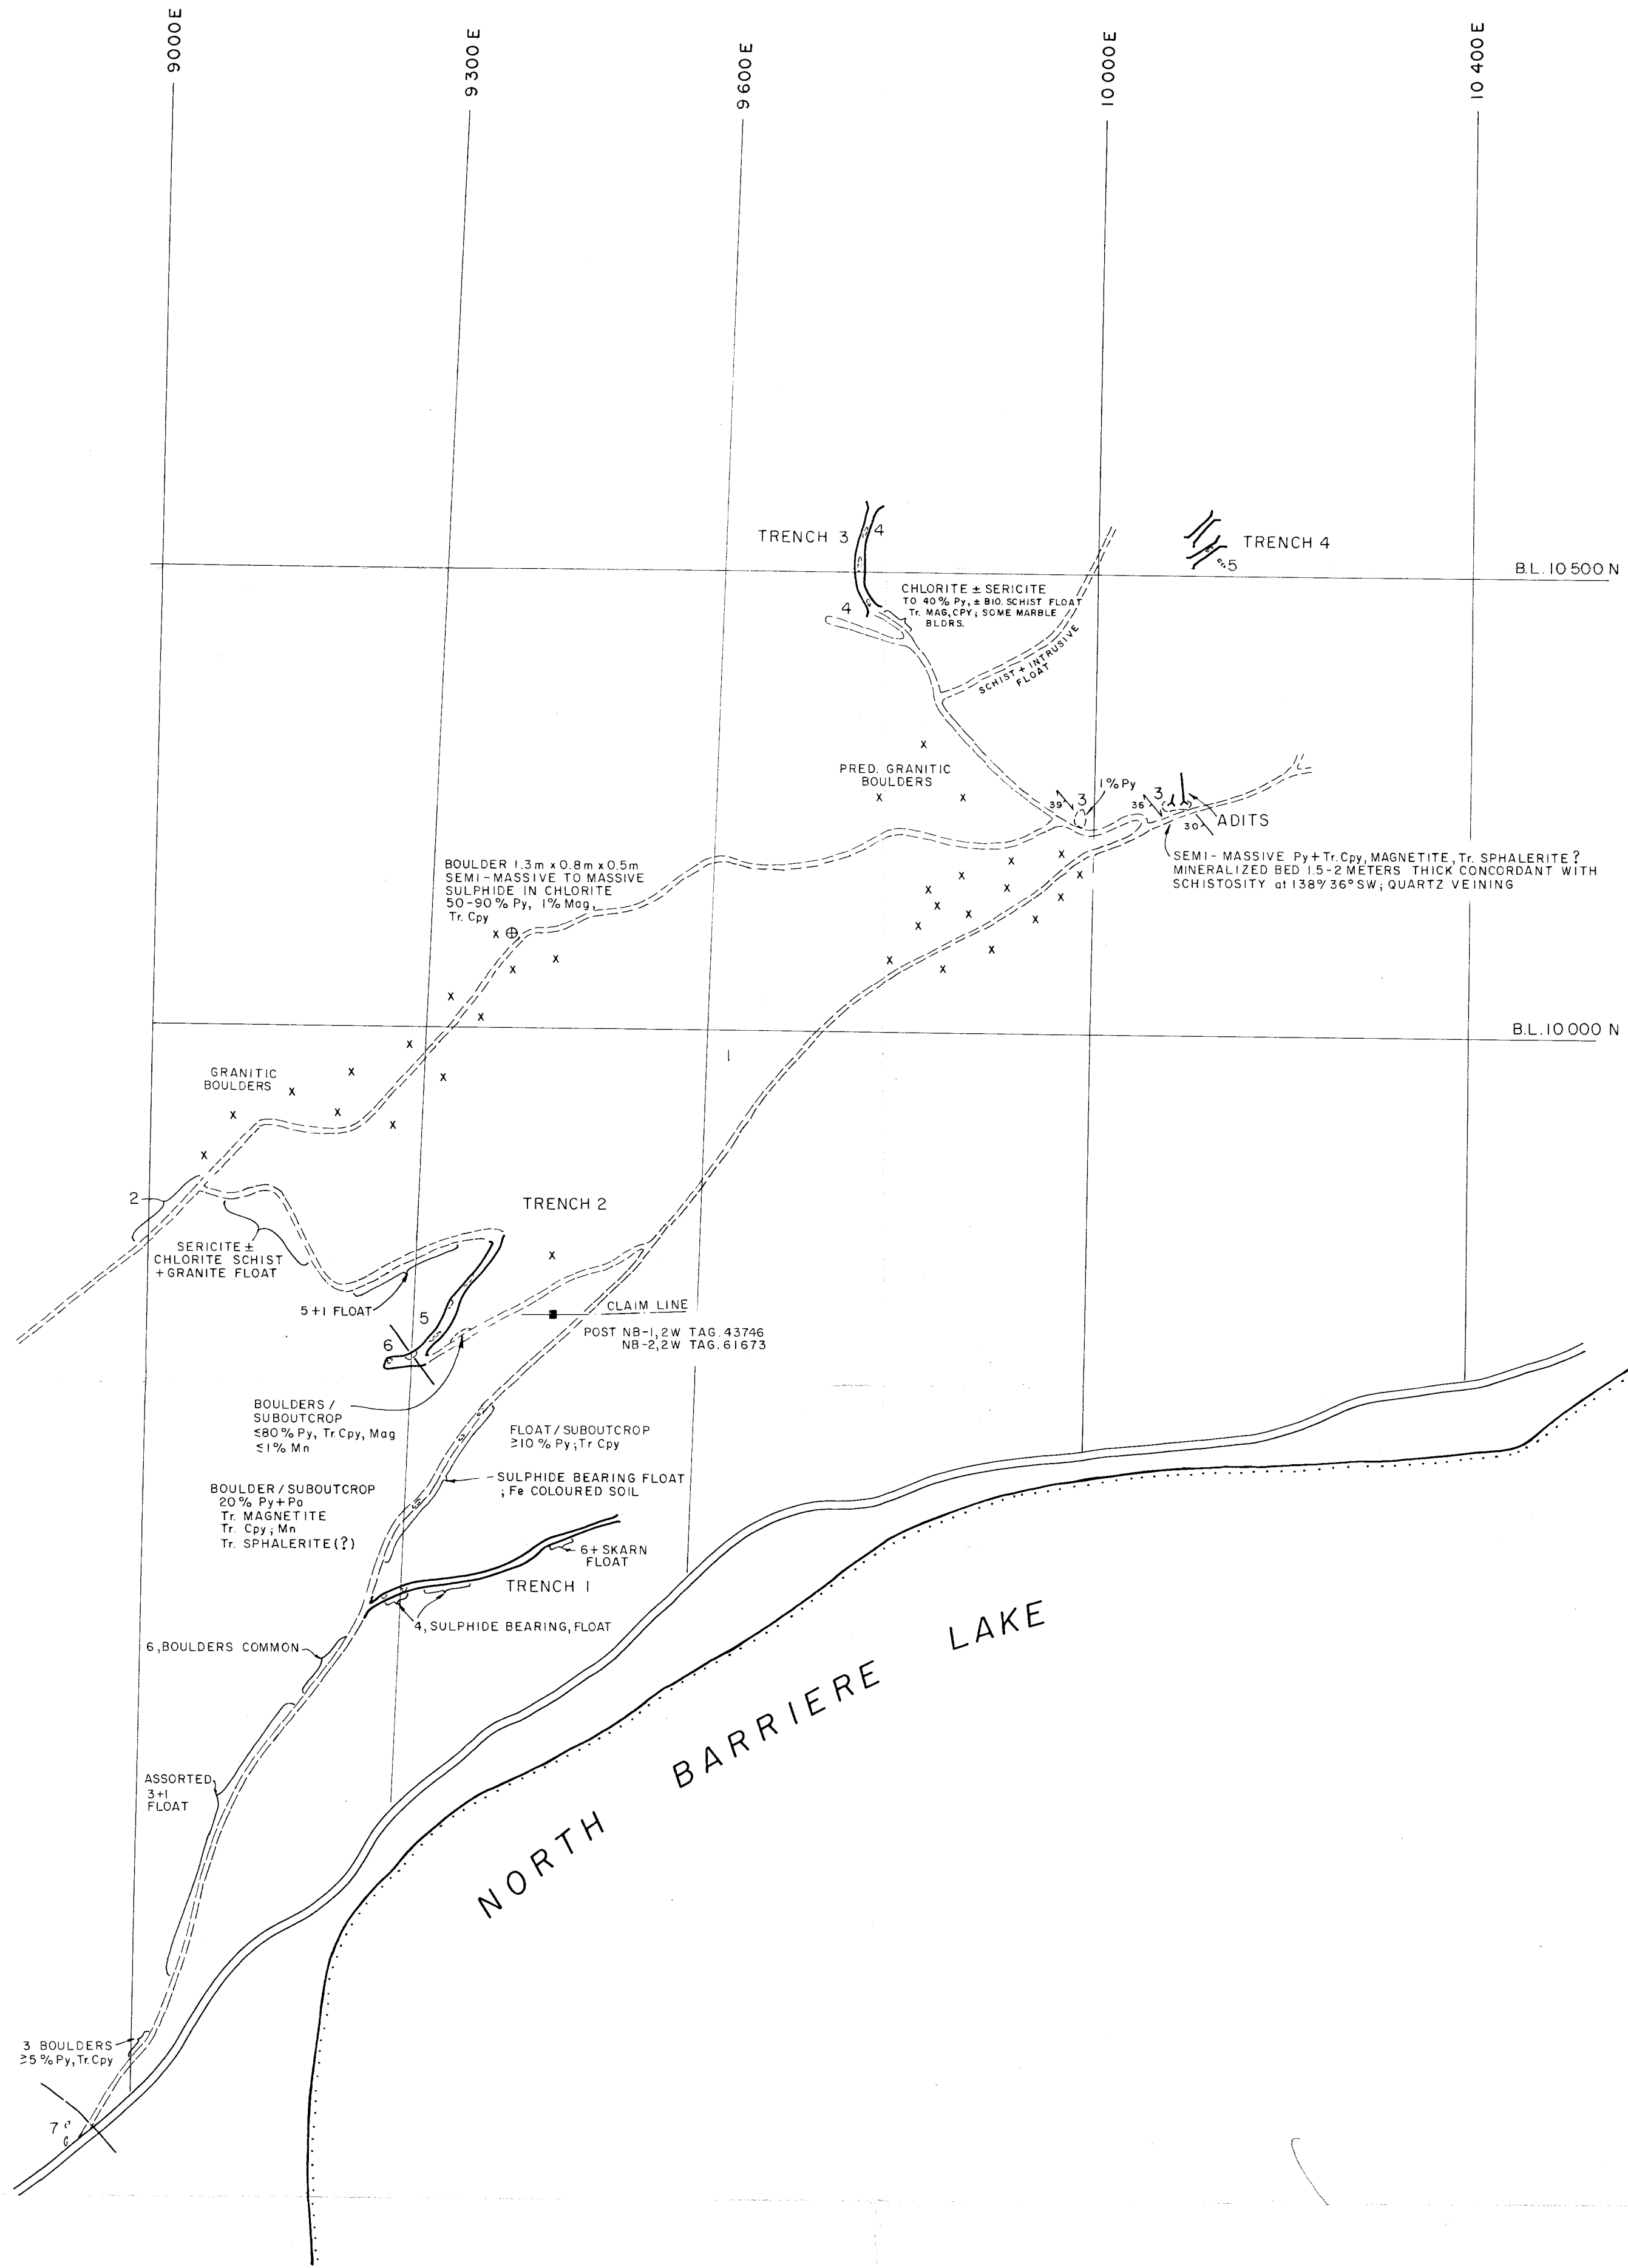 9000E
9300E
9600E
10000E
10400E
TRENCH 3
4
TRENCH 4
5
B.L. 10500 N
CHLORITE ± SERICITE
TO 40% Py, ± BIO. SCHIST FLOAT
Tr. MAG, CPY; SOME MARBLE
BLDRS.
4
SCHIST + INTRUSIVE
FLOAT
PRED. GRANITIC
BOULDERS
39
3
1% Py
36
3
30
ADITS
SEMI-MASSIVE Py + Tr. Cpy, MAGNETITE, Tr. SPHALERITE?
MINERALIZED BED 1.5-2 METERS THICK CONCORDANT WITH
SCHISTOSITY at 138°/36° SW; QUARTZ VEINING
BOULDER 1.3m x 0.8m x 0.5m
SEMI-MASSIVE TO MASSIVE
SULPHIDE IN CHLORITE
50-90% Py, 1% Mag,
Tr. Cpy
B.L. 10000 N
GRANITIC
BOULDERS
2
TRENCH 2
SERICITE ±
CHLORITE SCHIST
+ GRANITE FLOAT
5+1 FLOAT
5
6
CLAIM LINE
POST NB-1, 2W TAG. 43746
NB-2, 2W TAG. 61673
BOULDERS /
SUBOUTCROP
≤80% Py, Tr. Cpy, Mag
≤1% Mn
FLOAT / SUBOUTCROP
≥10% Py; Tr Cpy
-SULPHIDE BEARING FLOAT
; Fe COLOURED SOIL
BOULDER / SUBOUTCROP
20% Py + Po
Tr. MAGNETITE
Tr. Cpy; Mn
Tr. SPHALERITE (?)
6 + SKARN
FLOAT
TRENCH 1
4, SULPHIDE BEARING, FLOAT
6, BOULDERS COMMON
ASSORTED
3+1
FLOAT
NORTH BARRIERE LAKE
3 BOULDERS
≥5% Py, Tr. Cpy
7